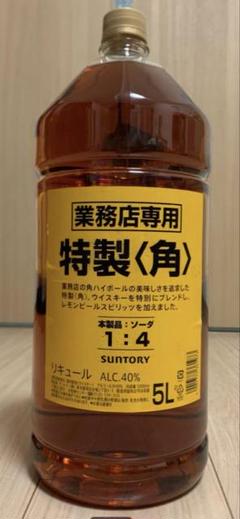 業務店専用
特製〈角〉
業務店の角ハイボールの美味しさを追求した
特製〈角〉。ウイスキーを特別にブレンドし、
レモンピールスピリッツを加えました。
本製品：ソーダ
1：4
SUNTORY
リキュール ALC.40%
5L